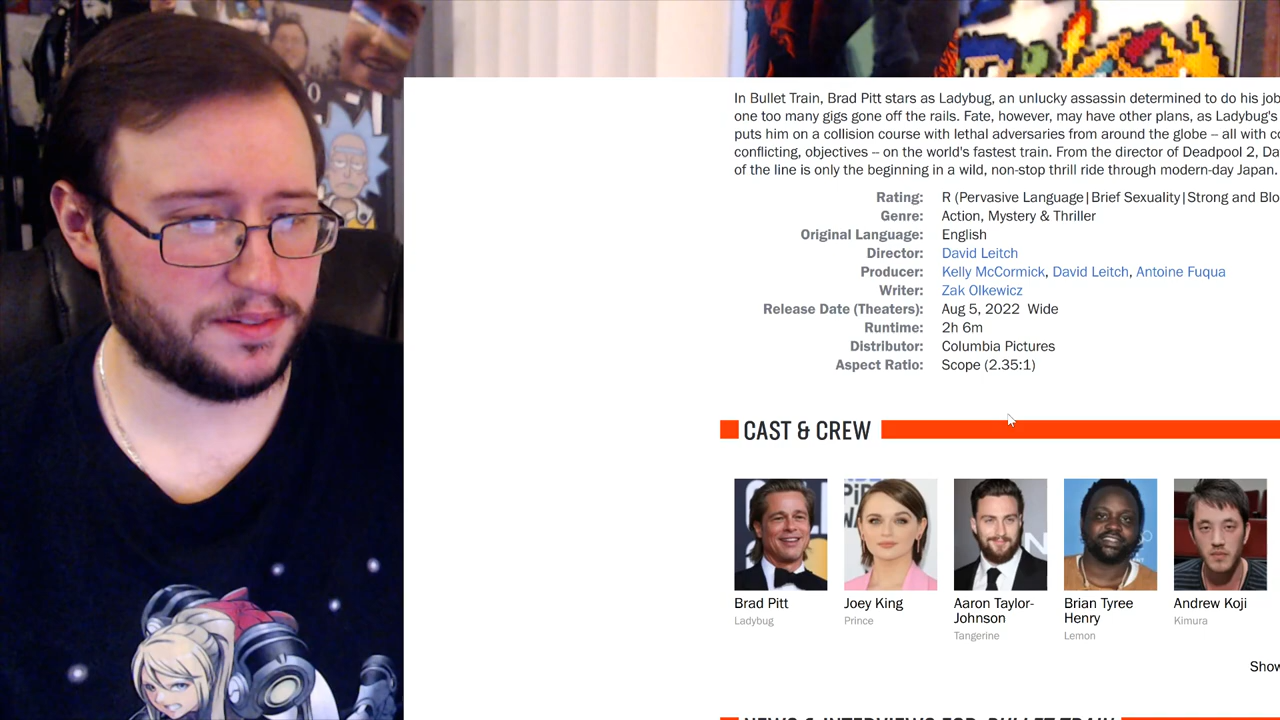 In Bullet Train, Brad Pitt stars as Ladybug, an unlucky assassin determined to do his job
one too many gigs gone off the rails. Fate, however, may have other plans, as Ladybug's
puts him on a collision course with lethal adversaries from around the globe – all with
conflicting, objectives -- on the world's fastest train. From the director of Deadpool 2,
of the line is only the beginning in a wild, non-stop thrill ride through modern-day Japan.
Rating: R (Pervasive Language|Brief Sexuality|Strong and
Genre: Action, Mystery & Thriller
Original Language: English
Director: David Leitch
Producer: Kelly McCormick, David Leitch, Antoine Fuqua
Writer: Zak Olkewicz
Release Date (Theaters): Aug 5, 2022 Wide
Runtime: 2h 6m
Distributor: Columbia Pictures
Aspect Ratio: Scope (2.35:1)
CAST & CREW
Brad Pitt
Ladybug
Joey King
Prince
Aaron Taylor-
Johnson
Tangerine
Brian Tyree
Henry
Lemon
Andrew Koji
Kimura
Show
NEWS & INTERVIEWS FOR BULLET TRAIN